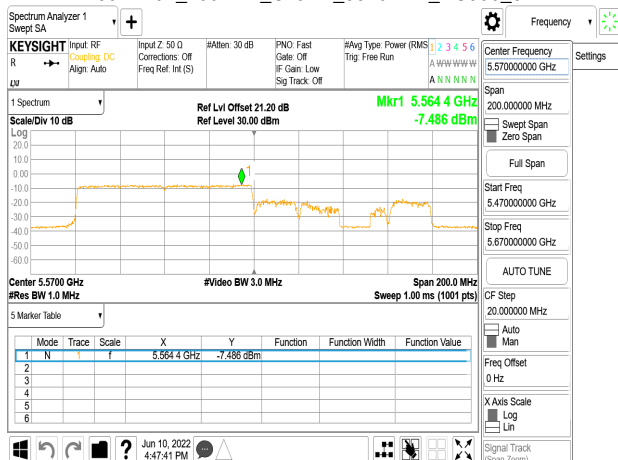 Spectrum Analyzer 1
Swept SA
+
Frequency
KEYSIGHT
R
Input: RF
Coupling: DC
Align: Auto
Input Z: 50 Ω
Corrections: Off
Freq Ref: Int (S)
#Atten: 30 dB
PNO: Fast
Gate: Off
IF Gain: Low
Sig Track: Off
#Avg Type: Power (RMS
Trig: Free Run
1 2 3 4 5 6
A W W W W W
A N N N N N
Center Frequency
5.570000000 GHz
Settings
Span
200.000000 MHz
Swept Span
Zero Span
Full Span
Start Freq
5.470000000 GHz
Stop Freq
5.670000000 GHz
AUTO TUNE
CF Step
20.000000 MHz
Auto
Man
Freq Offset
0 Hz
X Axis Scale
Log
Lin
Signal Track
(Span Zoom)
1 Spectrum
Scale/Div 10 dB
Ref Lvl Offset 21.20 dB
Ref Level 30.00 dBm
Mkr1 5.564 4 GHz
-7.486 dBm
Log
20.0
10.0
0.00
-10.0
-20.0
-30.0
-40.0
-50.0
-60.0
1
Center 5.5700 GHz
#Res BW 1.0 MHz
#Video BW 3.0 MHz
Span 200.0 MHz
Sweep 1.00 ms (1001 pts)
5 Marker Table
Mode Trace Scale X Y Function Function Width Function Value
1 N 1 f 5.564 4 GHz -7.486 dBm
2
3
4
5
6
?
Jun 10, 2022
4:47:41 PM